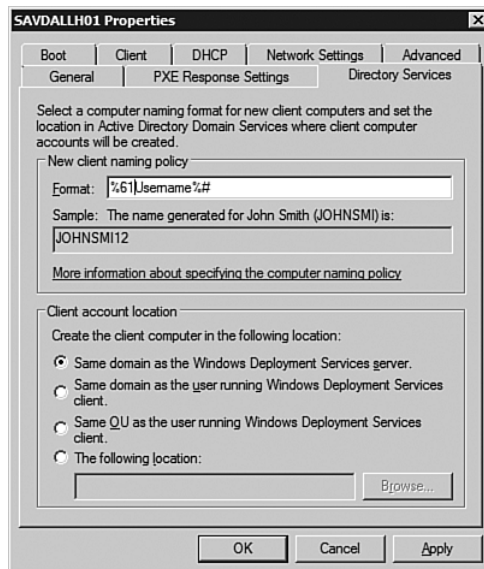 SAVDALLH01 Properties
Boot
Client
DHCP
Network Settings
Advanced
General
PXE Response Settings
Directory Services
Select a computer naming format for new client computers and set the
location in Active Directory Domain Services where client computer
accounts will be created.
New client naming policy
Format: %61Username%#
Sample: The name generated for John Smith (JOHNSMI) is:
JOHNSMI12
More information about specifying the computer naming policy
Client account location
Create the client computer in the following location:
Same domain as the Windows Deployment Services server.
Same domain as the user running Windows Deployment Services
client.
Same OU as the user running Windows Deployment Services
client.
The following location:
Browse...
OK
Cancel
Apply